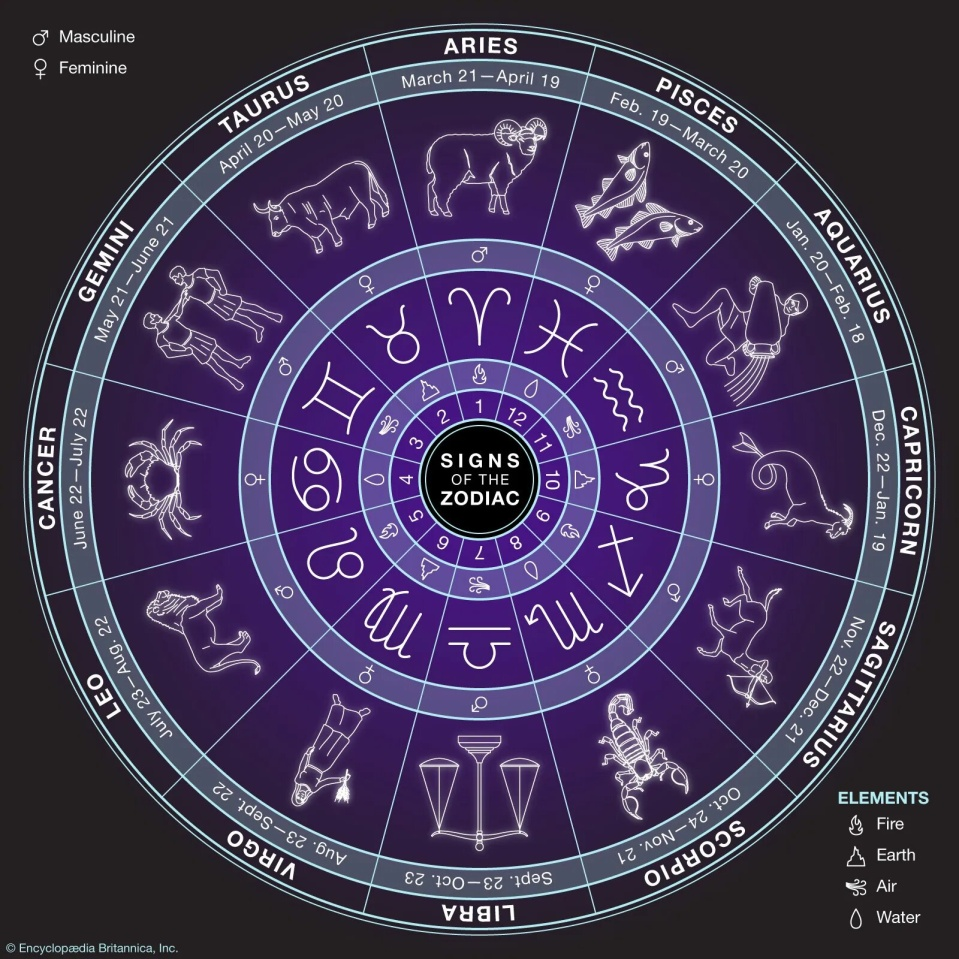 Masculine
Feminine
ARIES
March 21—April 19
PISCES
Feb. 19—March 20
AQUARIUS
Jan. 20—Feb. 18
CAPRICORN
Dec. 22—Jan. 19
SAGITTARIUS
Nov. 22—Dec. 21
SCORPIO
Oct. 24—Nov. 21
LIBRA
Sept. 23—Oct. 23
VIRGO
Aug. 23—Sept. 22
LEO
July 23—Aug. 22
CANCER
June 22—July 22
GEMINI
May 21—June 21
TAURUS
April 20—May 20
1
12
11
10
9
8
7
6
5
4
3
2
SIGNS
OF THE
ZODIAC
ELEMENTS
Fire
Earth
Air
Water
© Encyclopædia Britannica, Inc.